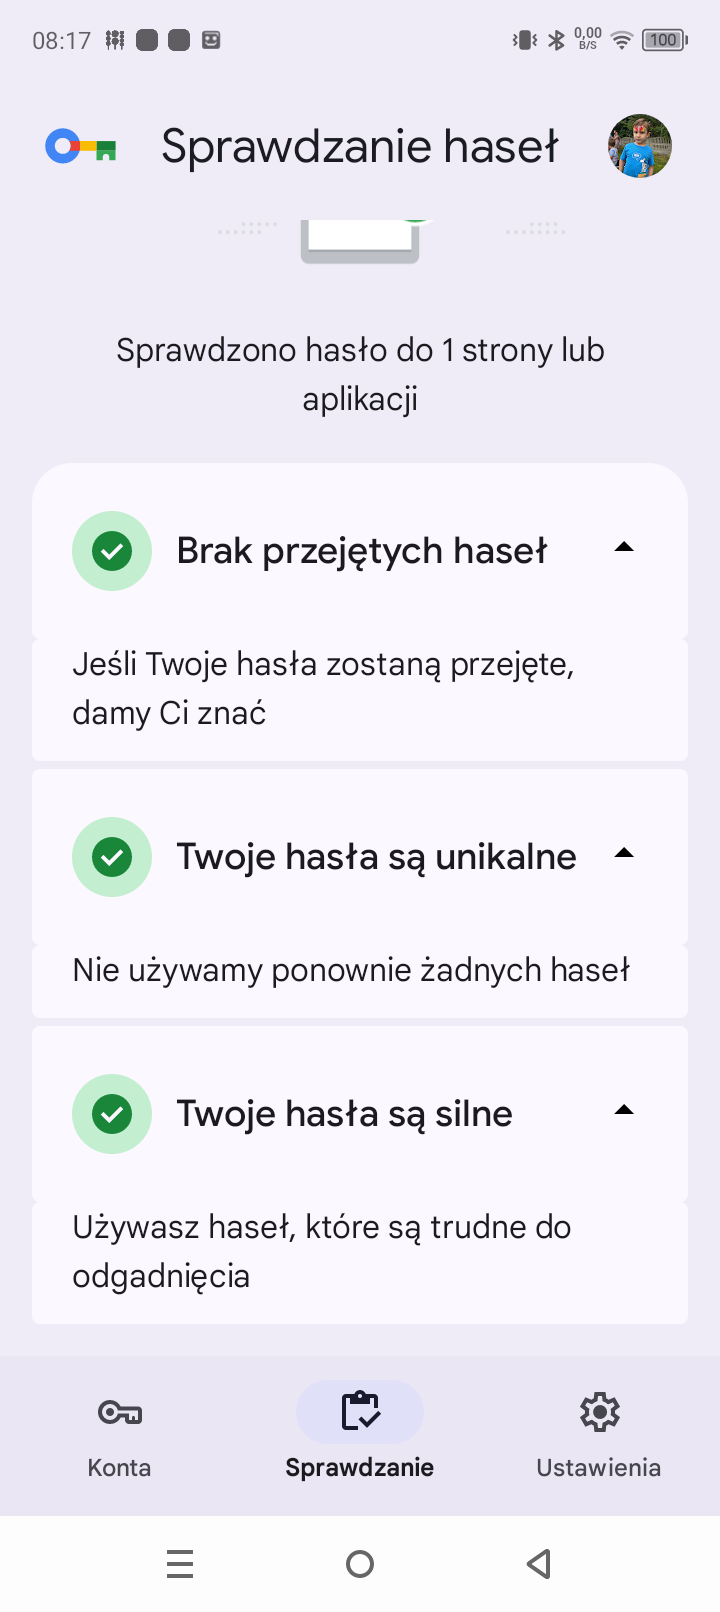 08:17
0,00
B/S
100
Sprawdzanie haseł
Sprawdzono hasło do 1 strony lub
aplikacji
Brak przejętych haseł
Jeśli Twoje hasła zostaną przejęte,
damy Ci znać
Twoje hasła są unikalne
Nie używamy ponownie żadnych haseł
Twoje hasła są silne
Używasz haseł, które są trudne do
odgadnięcia
Konta
Sprawdzanie
Ustawienia